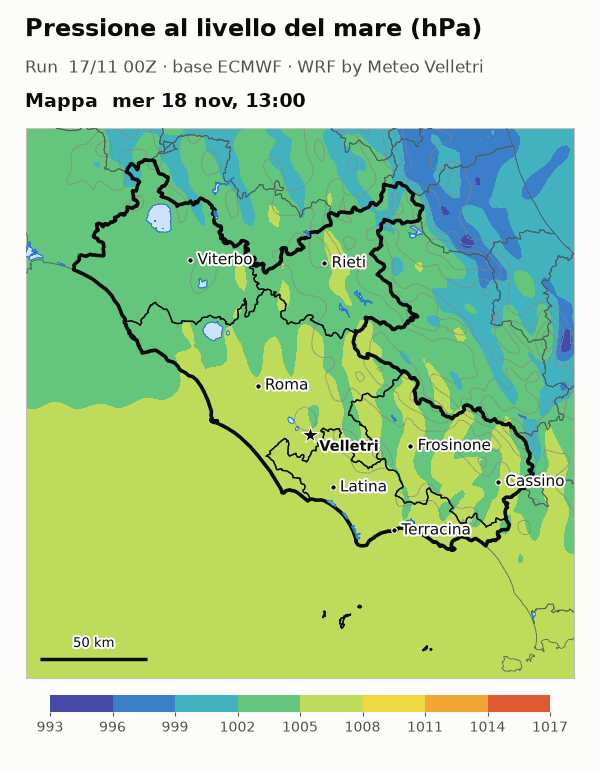 Pressione al livello del mare (hPa)
Run  17/11 00Z · base ECMWF · WRF by Meteo Velletri
Mappa  mer 18 nov, 13:00
Viterbo
Rieti
Roma
Velletri
Frosinone
Cassino
Latina
Terracina
50 km
993 996 999 1002 1005 1008 1011 1014 1017